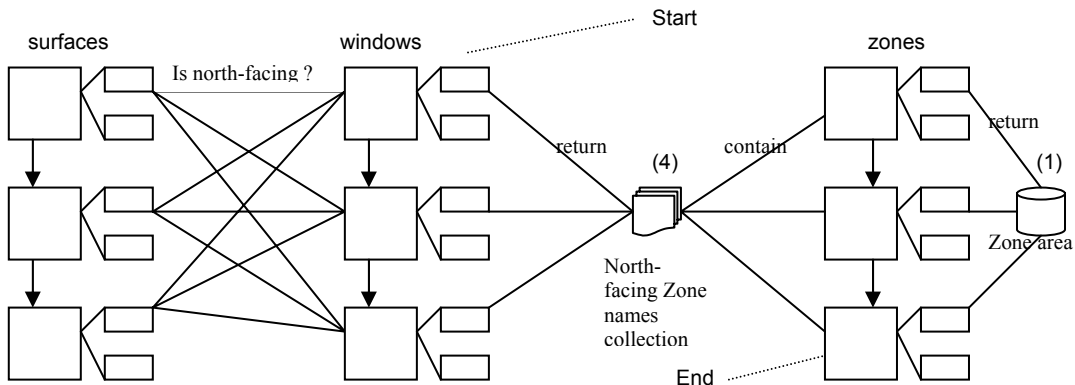 Start
surfaces
windows
zones
Is north-facing ?
return
(4)
contain
return
(1)
Zone area
North-
facing Zone
names
collection
End